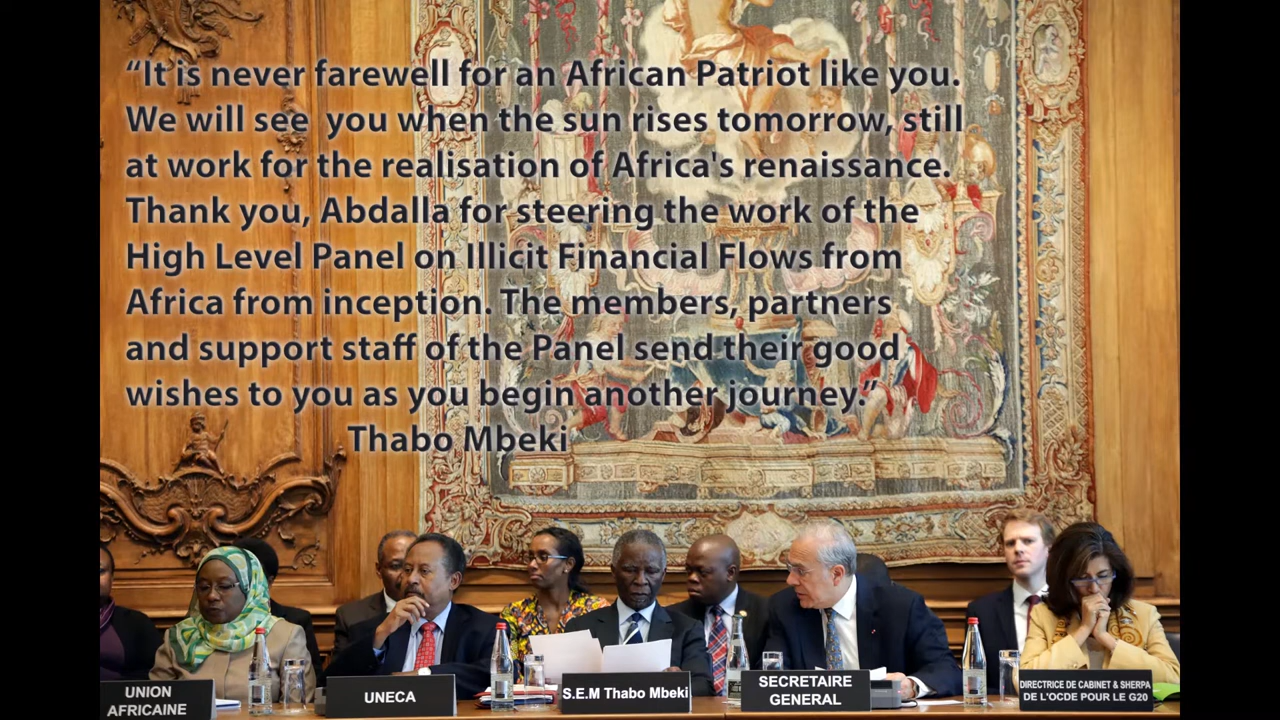 “It is never farewell for an African Patriot like you.
We will see  you when the sun rises tomorrow, still
at work for the realisation of Africa's renaissance.
Thank you, Abdalla for steering the work of the
High Level Panel on Illicit Financial Flows from
Africa from inception. The members, partners
and support staff of the Panel send their good
wishes to you as you begin another journey.”
Thabo Mbeki
UNION
AFRICAINE
UNECA
S.E.M Thabo Mbeki
SECRETAIRE
GENERAL
DIRECTRICE DE CABINET & SHERPA
DE L'OCDE POUR LE G20